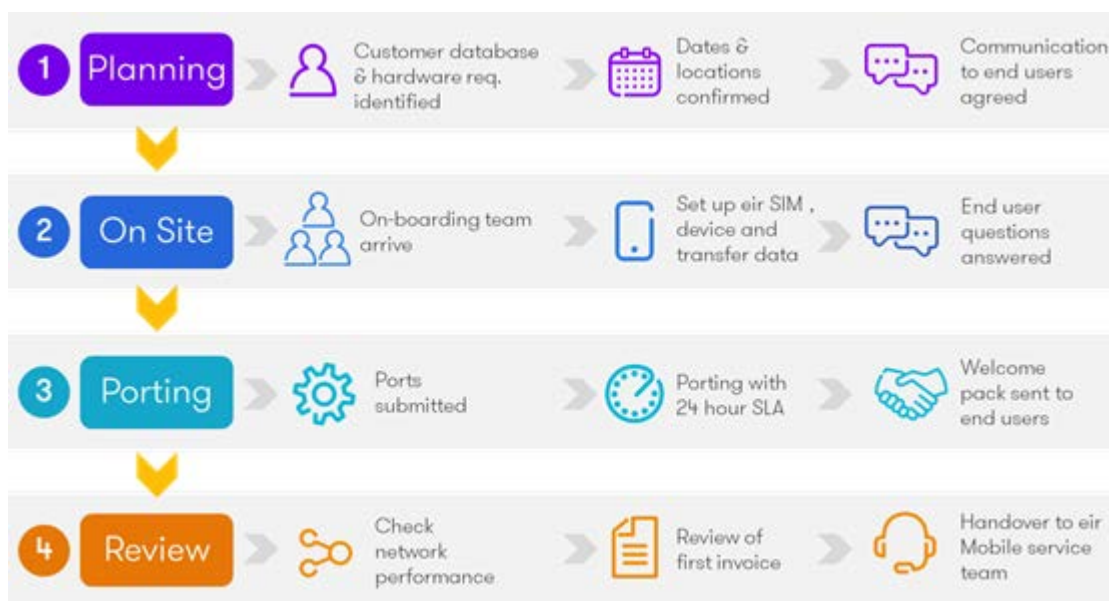 1
Planning
Customer database
& hardware req.
identified
Dates &
locations
confirmed
Communication
to end users
agreed
2
On Site
On-boarding team
arrive
Set up eir SIM ,
device and
transfer data
End user
questions
answered
3
Porting
Ports
submitted
Porting with
24 hour SLA
Welcome
pack sent to
end users
4
Review
Check
network
performance
Review of
first invoice
Handover to eir
Mobile service
team